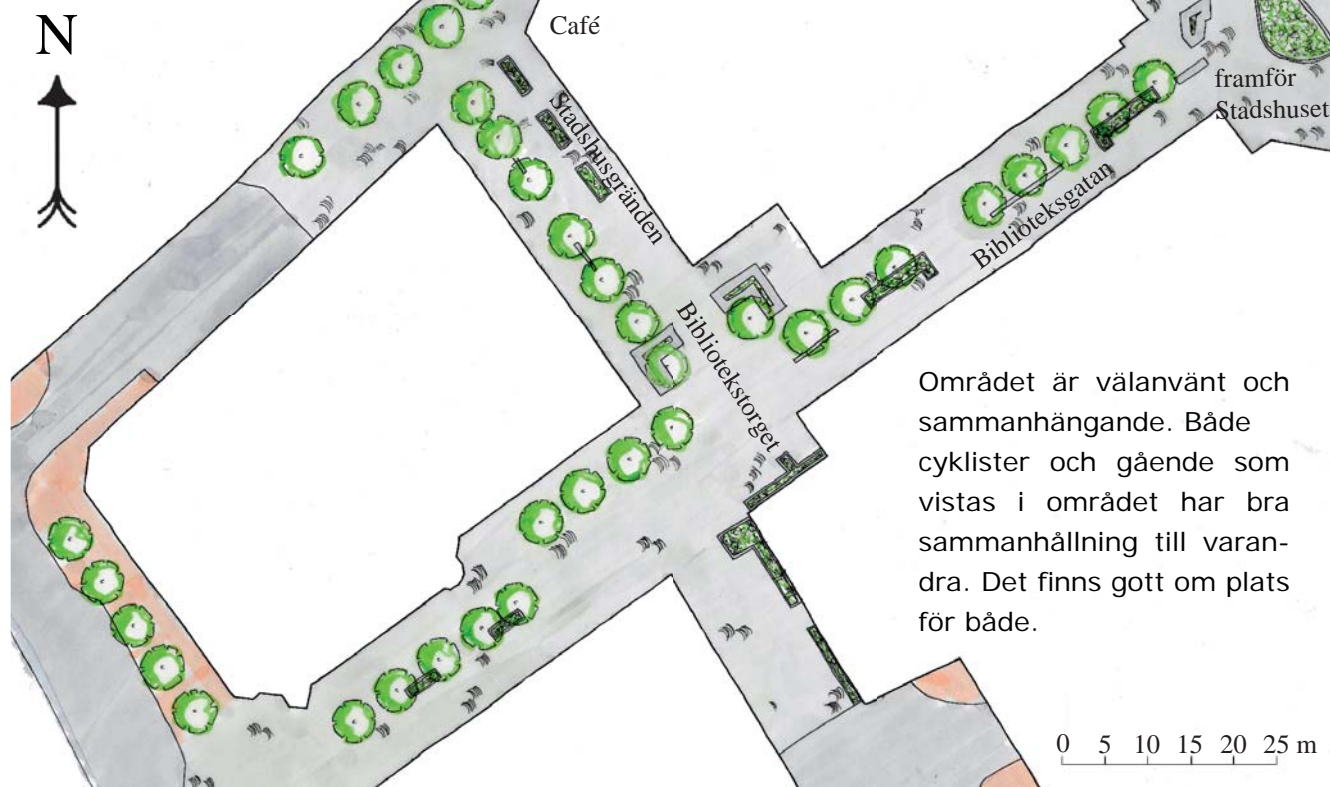 N
Café
framför
Stadshuset
Stadshusgränden
Biblioteksgatan
Bibliotekstorget
Området är välanvänt och
sammanhängande. Både
cyklister och gående som
vistas i området har bra
sammanhållning till varan-
dra. Det finns gott om plats
för både.
0 5 10 15 20 25 m